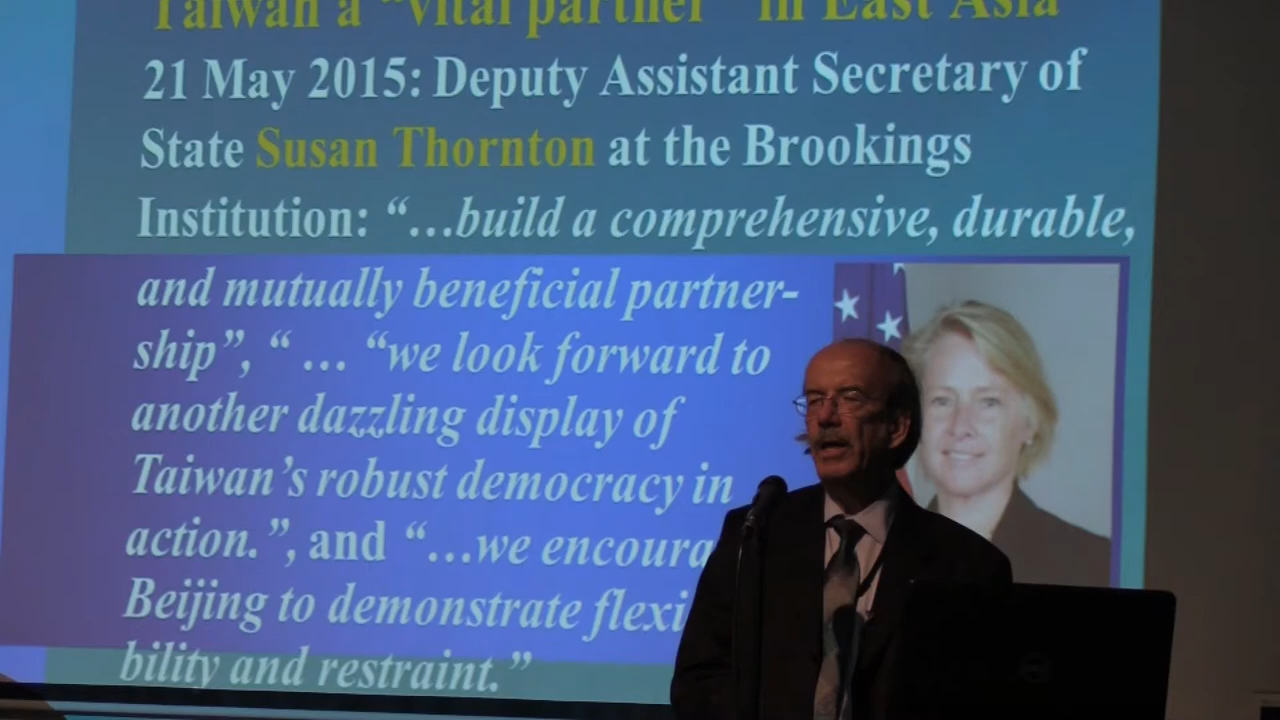 Taiwan a “vital partner” in East Asia
21 May 2015: Deputy Assistant Secretary of
State Susan Thornton at the Brookings
Institution: “…build a comprehensive, durable,
and mutually beneficial partner-
ship”, “ … “we look forward to
another dazzling display of
Taiwan’s robust democracy in
action.”, and “…we encoura
Beijing to demonstrate flexi
bility and restraint.”